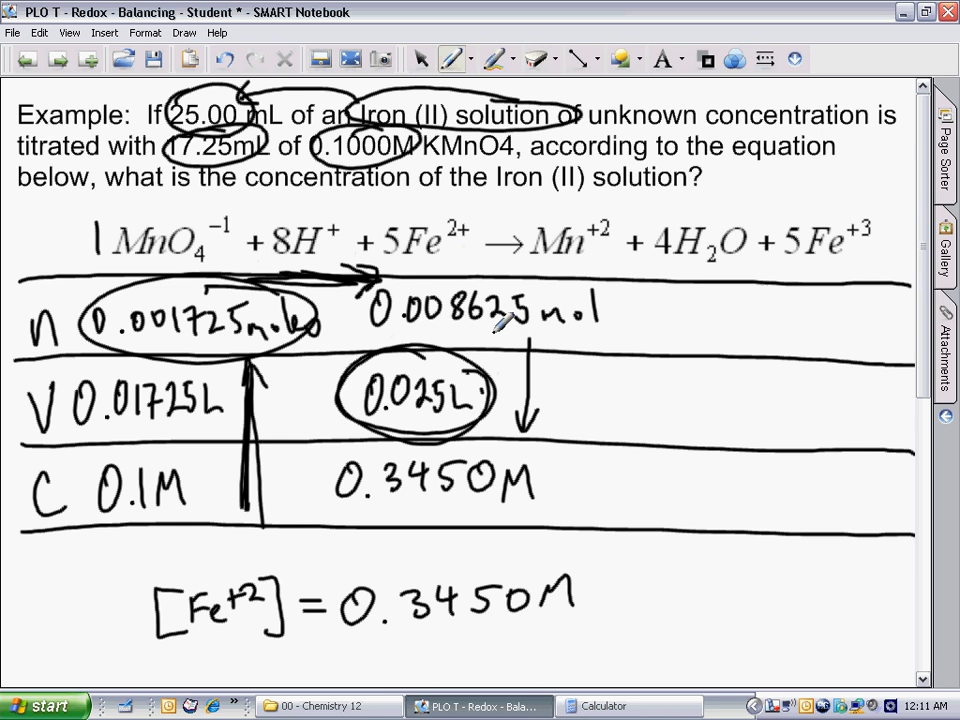 PLO T - Redox - Balancing - Student * - SMART Notebook
File Edit View Insert Format Draw Help
Example: If 25.00 mL of an Iron (II) solution of unknown concentration is
titrated with 17.25mL of 0.1000M KMnO4, according to the equation
below, what is the concentration of the Iron (II) solution?
1 MnO₄⁻¹ + 8H⁺ + 5Fe²⁺ → Mn⁺² + 4H₂O + 5Fe⁺³
n 0.001725moles 0.008625mol
V 0.01725L 0.025L
C 0.1M 0.3450M
[Fe⁺²] = 0.3450M
Page Sorter
Gallery
Attachments
start
00 - Chemistry 12
PLO T - Redox - Bala...
Calculator
12:11 AM